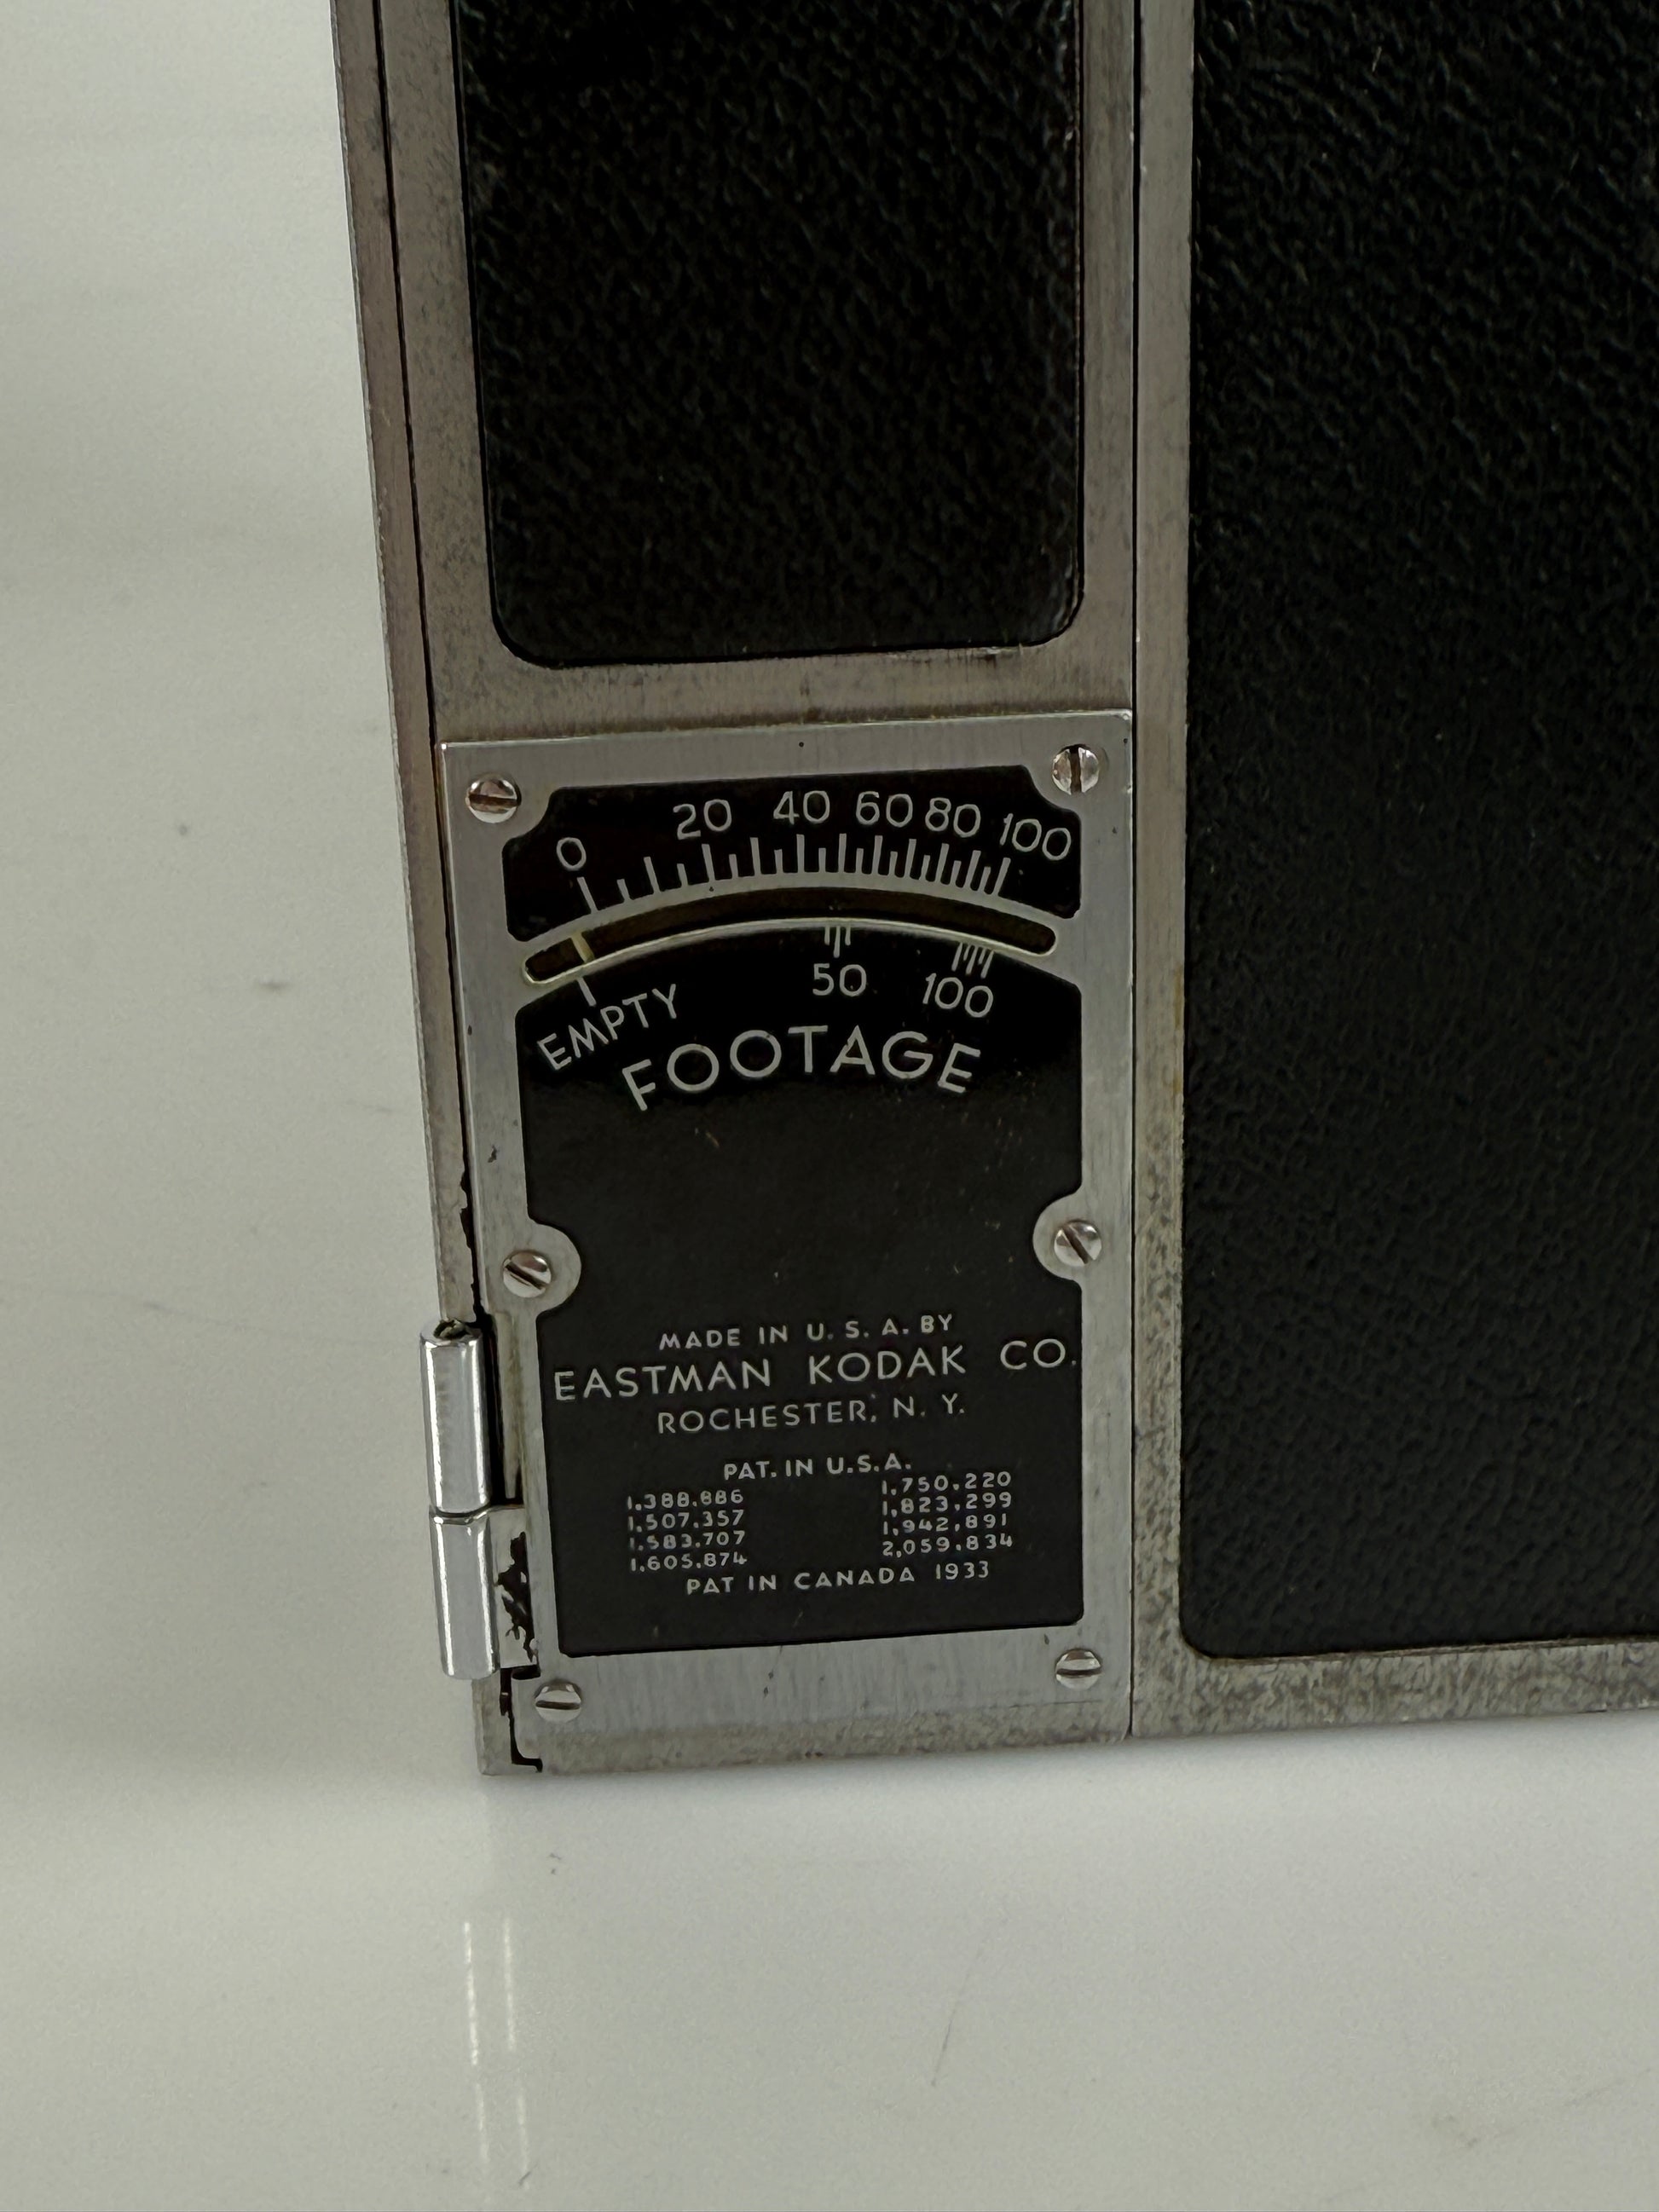 0 20 40 60 80 100
EMPTY 50 100
FOOTAGE
MADE IN U. S. A. BY
EASTMAN KODAK CO.
ROCHESTER, N. Y.
PAT. IN U.S.A.
1,388,886 1,750,220
1,507,357 1,823,299
1,583,707 1,942,891
1,605,874 2,059,834
PAT IN CANADA 1933